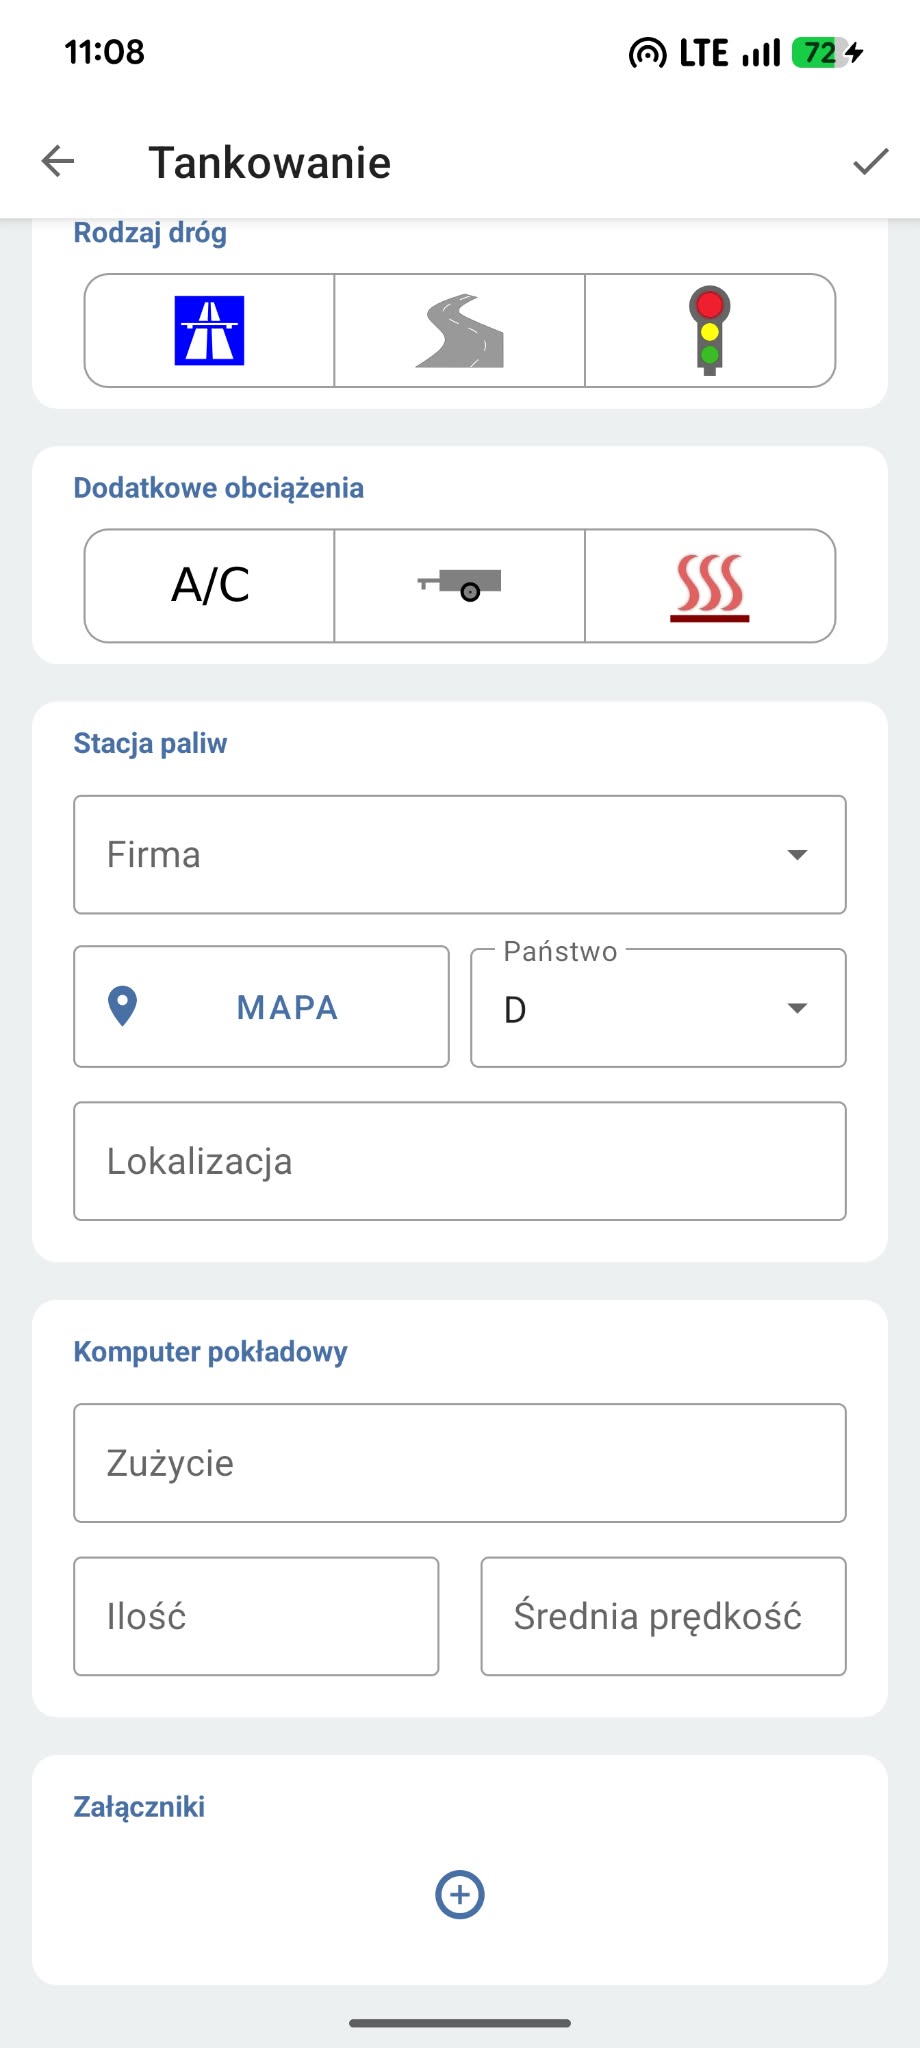 11:08
LTE
72
Tankowanie
Rodzaj dróg
Dodatkowe obciążenia
A/C
Stacja paliw
Firma
MAPA
Państwo
D
Lokalizacja
Komputer pokładowy
Zużycie
Ilość
Średnia prędkość
Załączniki